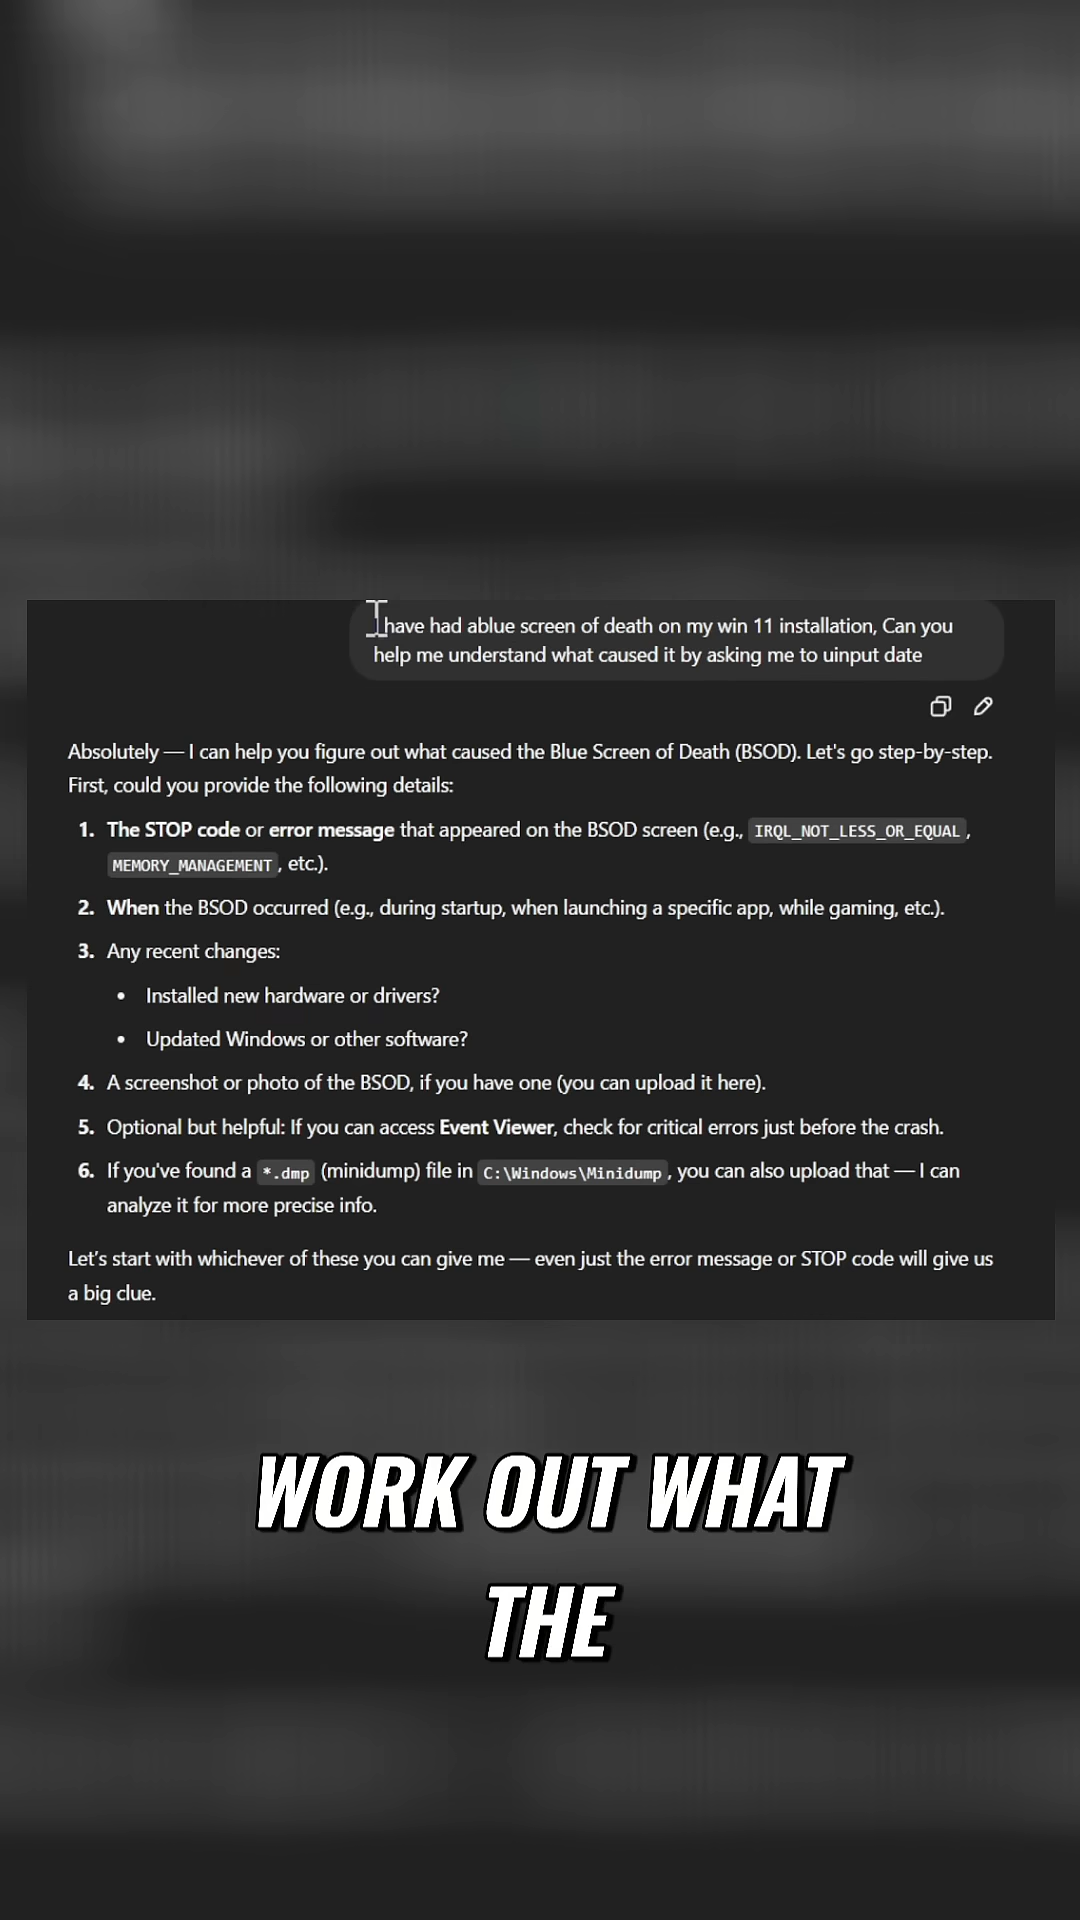 I have had ablue screen of death on my win 11 installation, Can you
help me understand what caused it by asking me to uinput date
Absolutely — I can help you figure out what caused the Blue Screen of Death (BSOD). Let's go step-by-step.
First, could you provide the following details:
1. The STOP code or error message that appeared on the BSOD screen (e.g., IRQL_NOT_LESS_OR_EQUAL,
MEMORY_MANAGEMENT, etc.).
2. When the BSOD occurred (e.g., during startup, when launching a specific app, while gaming, etc.).
3. Any recent changes:
• Installed new hardware or drivers?
• Updated Windows or other software?
4. A screenshot or photo of the BSOD, if you have one (you can upload it here).
5. Optional but helpful: If you can access Event Viewer, check for critical errors just before the crash.
6. If you've found a *.dmp (minidump) file in C:\Windows\Minidump, you can also upload that — I can
analyze it for more precise info.
Let's start with whichever of these you can give me — even just the error message or STOP code will give us
a big clue.
WORK OUT WHAT
THE